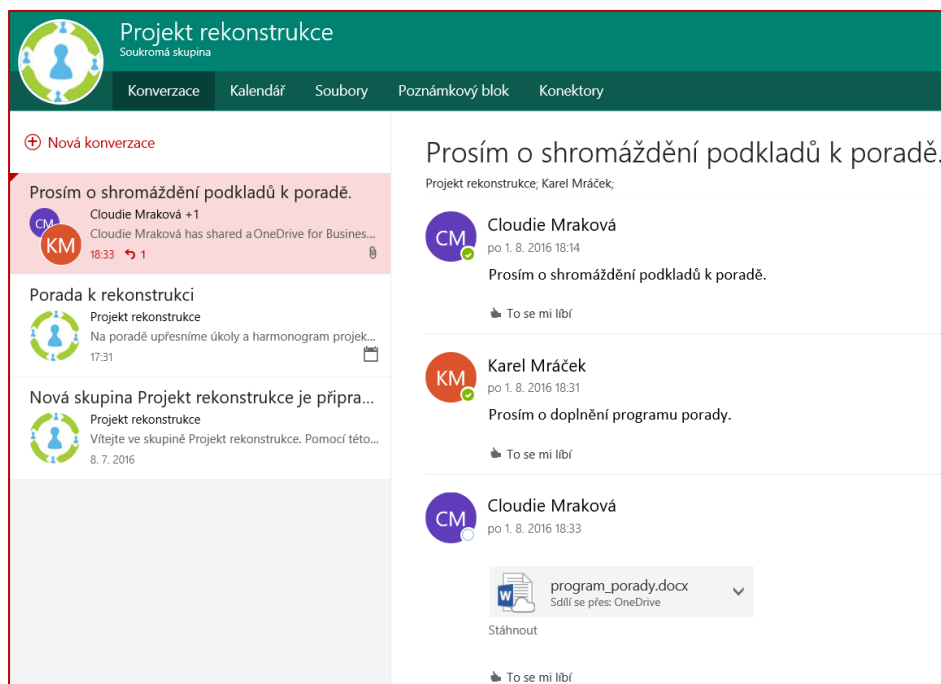 Projekt rekonstrukce
Soukromá skupina
Konverzace Kalendář Soubory Poznámkový blok Konektory
Nová konverzace
Prosím o shromáždění podkladů k poradě.
CM
KM
Cloudie Mraková +1
Cloudie Mraková has shared a OneDrive for Busines...
18:33 1
Porada k rekonstrukci
Projekt rekonstrukce
Na poradě upřesníme úkoly a harmonogram projek...
17:31
Nová skupina Projekt rekonstrukce je připra...
Projekt rekonstrukce
Vítejte ve skupině Projekt rekonstrukce. Pomocí této...
8. 7. 2016
Prosím o shromáždění podkladů k poradě.
Projekt rekonstrukce; Karel Mráček;
CM
Cloudie Mraková
po 1. 8. 2016 18:14
Prosím o shromáždění podkladů k poradě.
To se mi líbí
KM
Karel Mráček
po 1. 8. 2016 18:31
Prosím o doplnění programu porady.
To se mi líbí
CM
Cloudie Mraková
po 1. 8. 2016 18:33
W
program_porady.docx
Sdílí se přes: OneDrive
Stáhnout
To se mi líbí